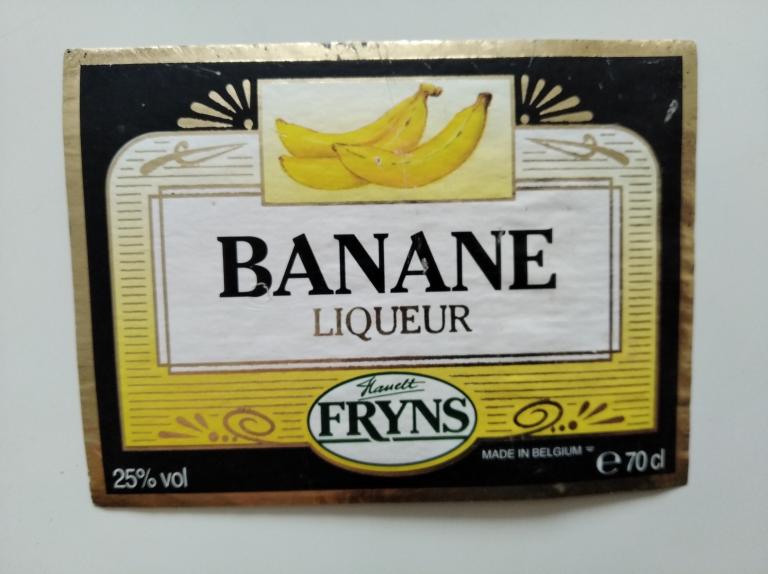 BANANE
LIQUEUR
FRYNS
MADE IN BELGIUM
25% vol
℮ 70 cl